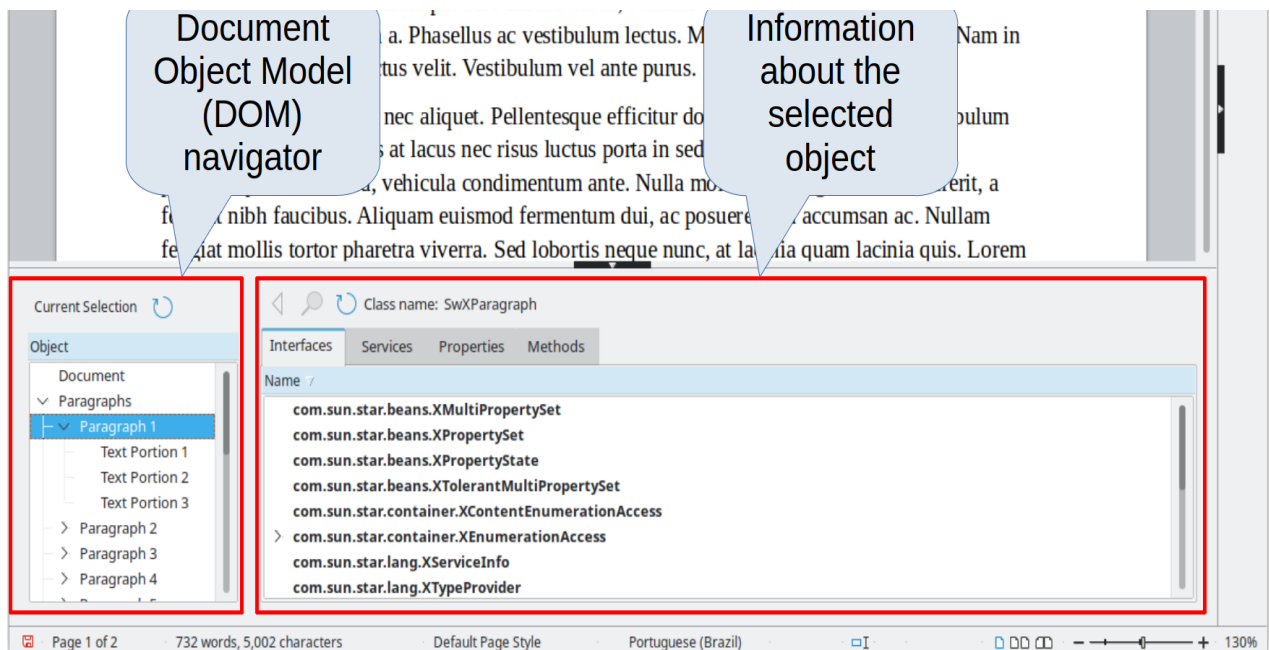 Document
Object Model
(DOM)
navigator
Information
about the
selected
object
a. Phasellus ac vestibulum lectus. M Nam in
tus velit. Vestibulum vel ante purus.
nec aliquet. Pellentesque efficitur do bulum
s at lacus nec risus luctus porta in sed
, vehicula condimentum ante. Nulla mo erit, a
fe t nibh faucibus. Aliquam euismod fermentum dui, ac posuere accumsan ac. Nullam
feugiat mollis tortor pharetra viverra. Sed lobortis neque nunc, at lacinia quam lacinia quis. Lorem
Current Selection
Object
Document
Paragraphs
Paragraph 1
Text Portion 1
Text Portion 2
Text Portion 3
Paragraph 2
Paragraph 3
Paragraph 4
Class name: SwXParagraph
Interfaces Services Properties Methods
Name
com.sun.star.beans.XMultiPropertySet
com.sun.star.beans.XPropertySet
com.sun.star.beans.XPropertyState
com.sun.star.beans.XTolerantMultiPropertySet
com.sun.star.container.XContentEnumerationAccess
com.sun.star.container.XEnumerationAccess
com.sun.star.lang.XServiceInfo
com.sun.star.lang.XTypeProvider
Page 1 of 2 732 words, 5,002 characters Default Page Style Portuguese (Brazil) 130%